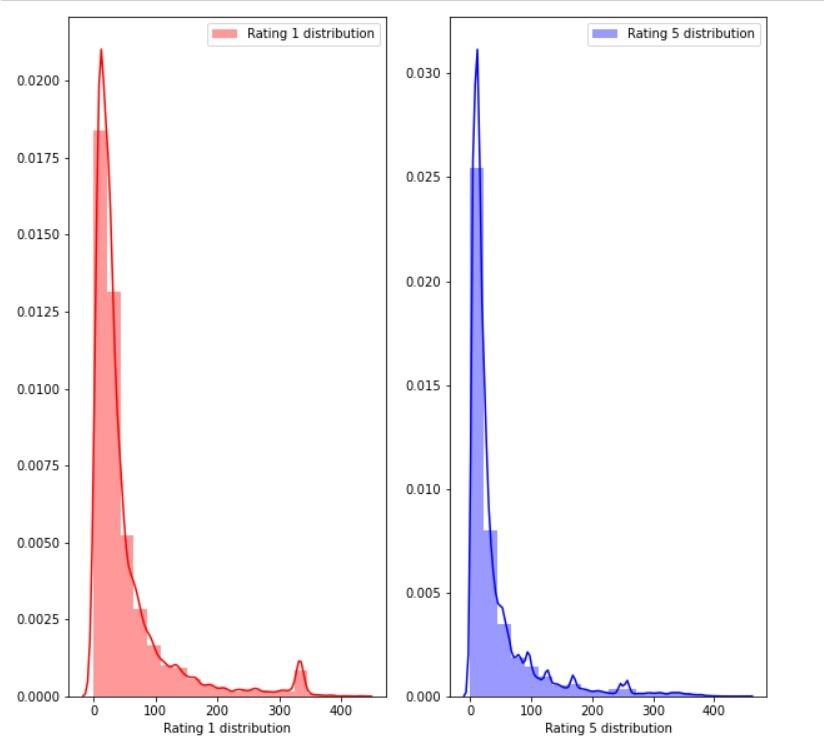 Rating 1 distribution
0.0200
0.0175
0.0150
0.0125
0.0100
0.0075
0.0050
0.0025
0.0000
0 100 200 300 400
Rating 1 distribution
Rating 5 distribution
0.030
0.025
0.020
0.015
0.010
0.005
0.000
0 100 200 300 400
Rating 5 distribution